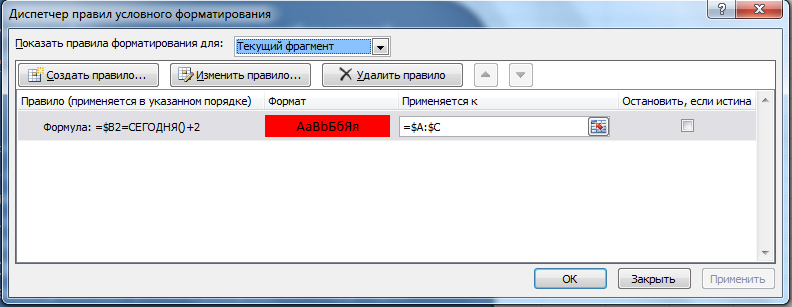 Диспетчер правил условного форматирования
Показать правила форматирования для: Текущий фрагмент
Создать правило... Изменить правило... Удалить правило
Правило (применяется в указанном порядке) Формат Применяется к Остановить, если истина
Формула: =$B2=СЕГОДНЯ()+2 АаВbБбЯя =$A:$C
ОК Закрыть Применить